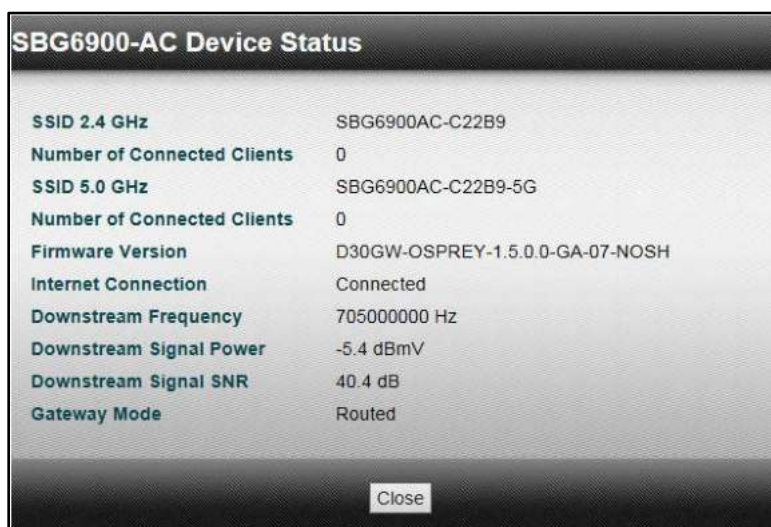 SBG6900-AC Device Status
SSID 2.4 GHz SBG6900AC-C22B9
Number of Connected Clients 0
SSID 5.0 GHz SBG6900AC-C22B9-5G
Number of Connected Clients 0
Firmware Version D30GW-OSPREY-1.5.0.0-GA-07-NOSH
Internet Connection Connected
Downstream Frequency 705000000 Hz
Downstream Signal Power -5.4 dBmV
Downstream Signal SNR 40.4 dB
Gateway Mode Routed
Close